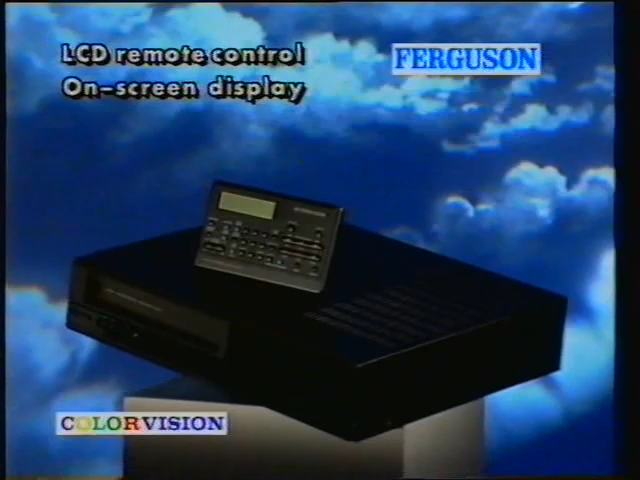 LCD remote control
FERGUSON
On-screen display
COLORVISION